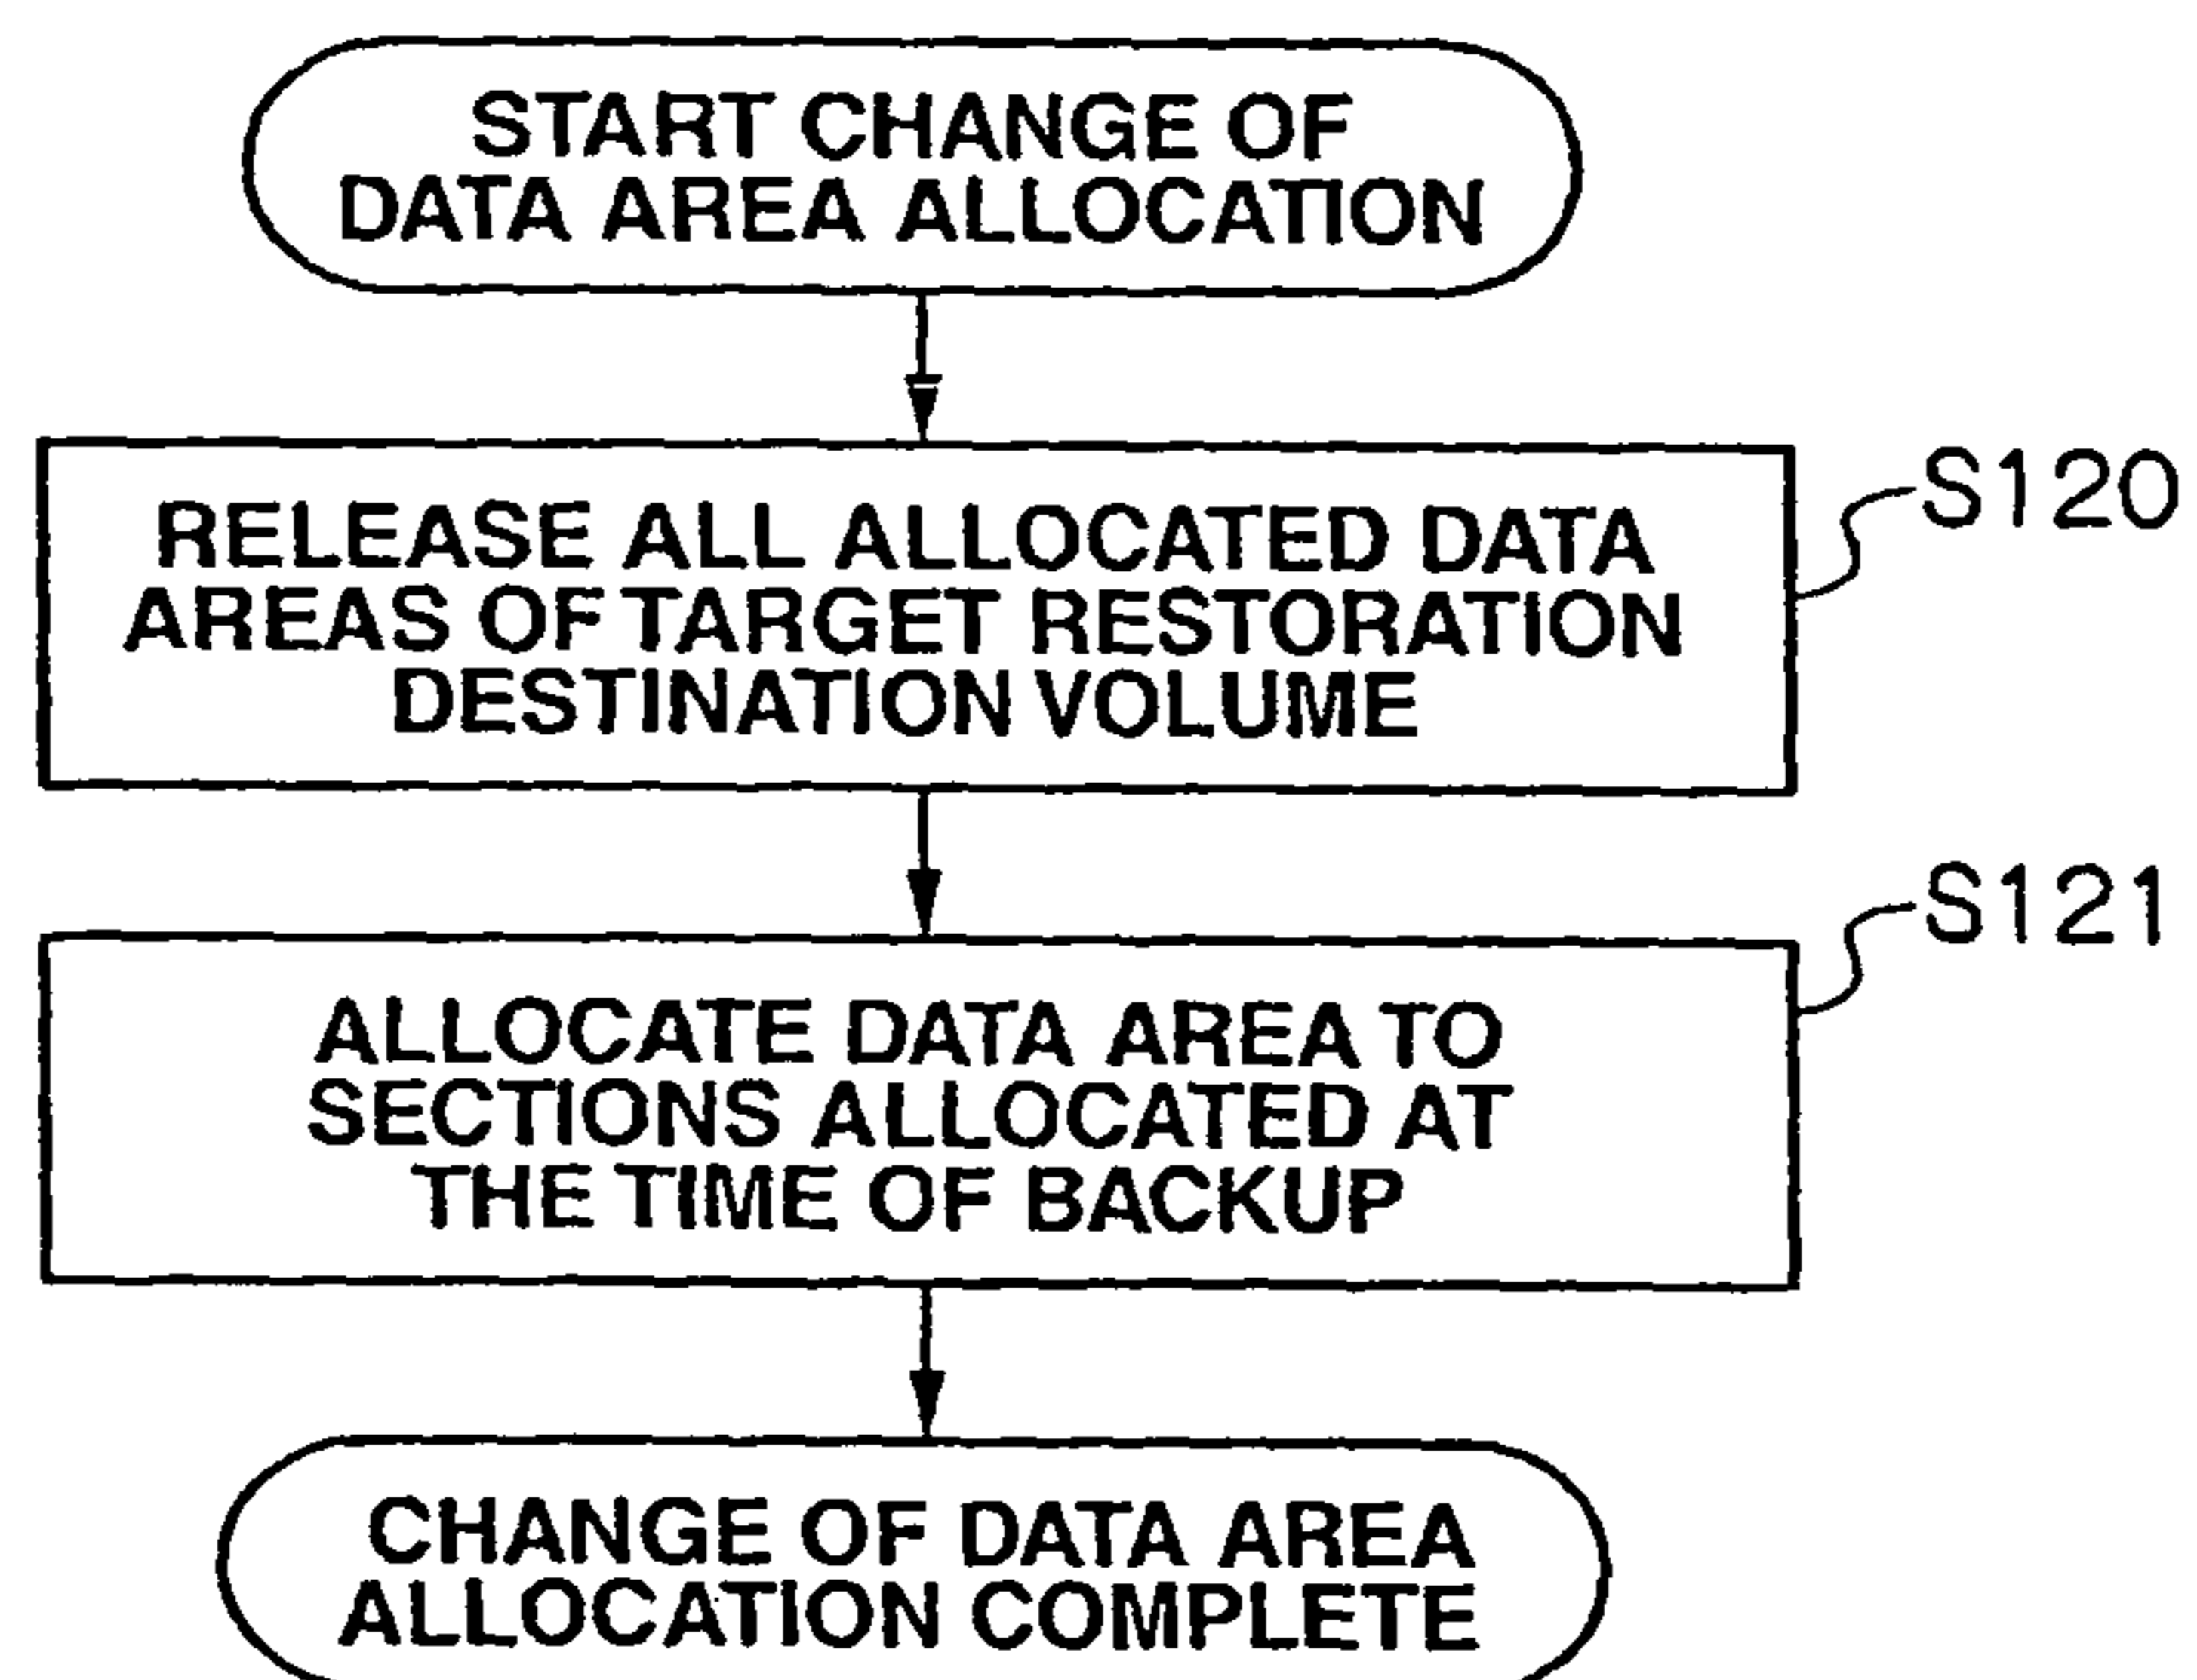 START CHANGE OF
DATA AREA ALLOCATION
RELEASE ALL ALLOCATED DATA
AREAS OF TARGET RESTORATION
DESTINATION VOLUME
S120
ALLOCATE DATA AREA TO
SECTIONS ALLOCATED AT
THE TIME OF BACKUP
S121
CHANGE OF DATA AREA
ALLOCATION COMPLETE